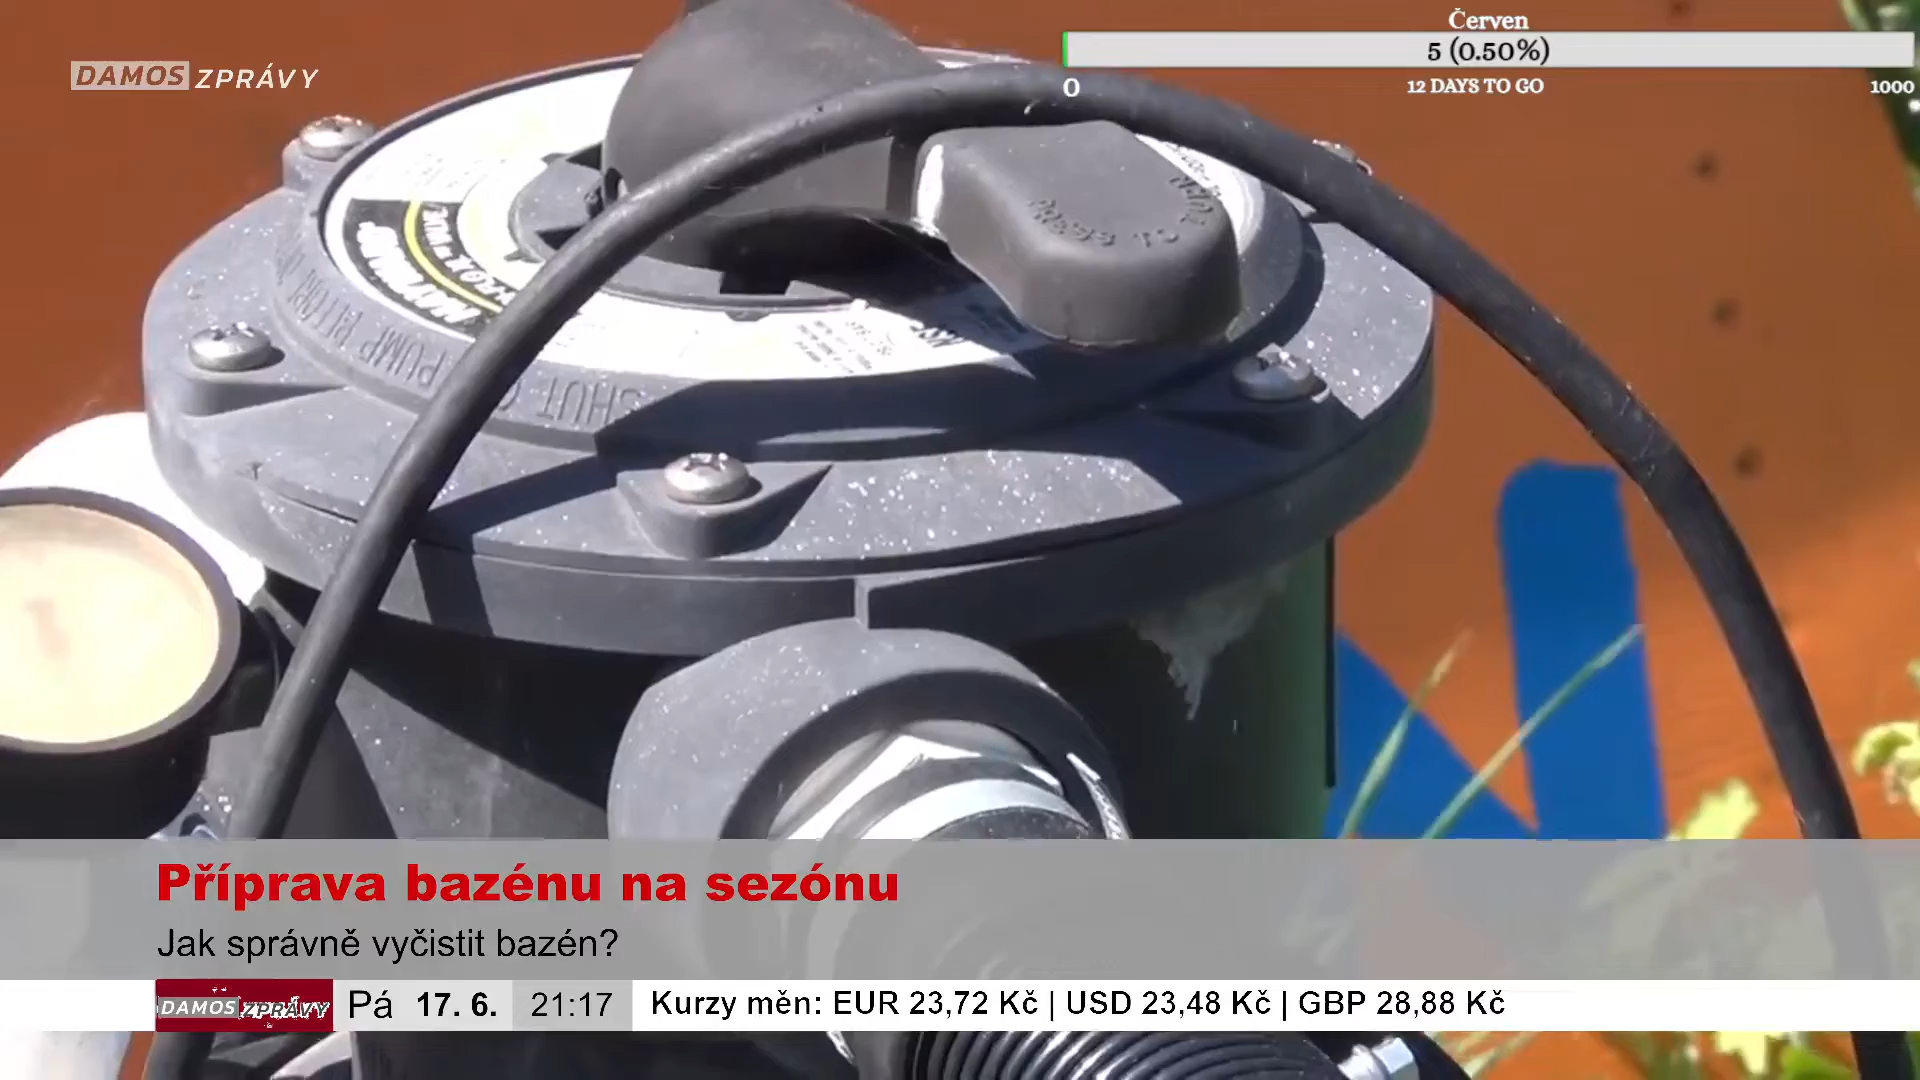 DAMOS ZPRÁVY
Červen
5 (0.50%)
0
12 DAYS TO GO
1000
PRESS TO
PUMP BEFORE
SHUT
Příprava bazénu na sezónu
Jak správně vyčistit bazén?
DAMOS ZPRÁVY
Pá 17. 6. 21:17
Kurzy měn: EUR 23,72 Kč | USD 23,48 Kč | GBP 28,88 Kč